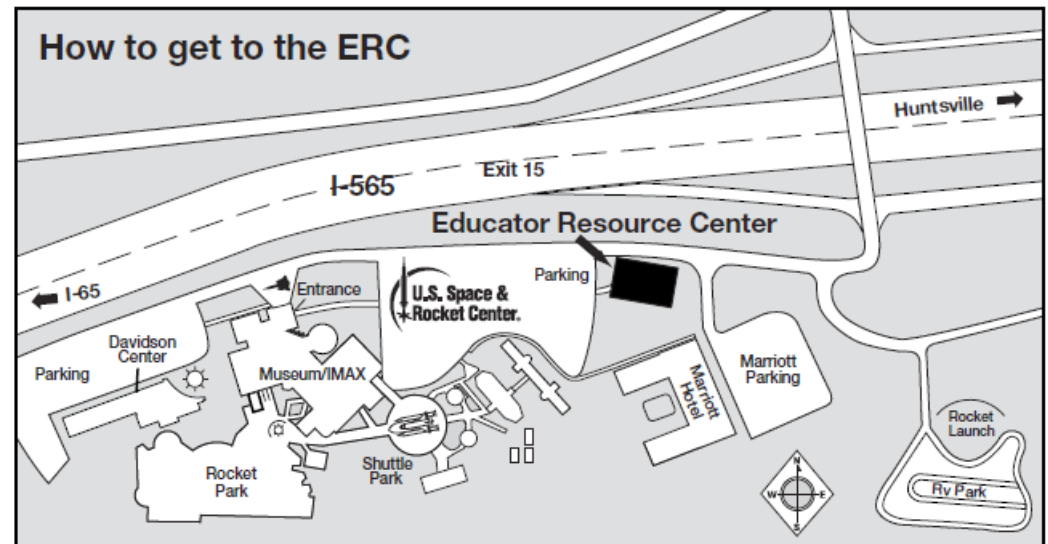 How to get to the ERC
Huntsville
Exit 15
I-565
Educator Resource Center
I-65
Entrance
Parking
U.S. Space &
Rocket Center.
Davidson
Center
Parking
Museum/IMAX
Marriott
Hotel
Marriott
Parking
Rocket
Launch
Shuttle
Park
Rocket
Park
Rv Park
N
W
E
S